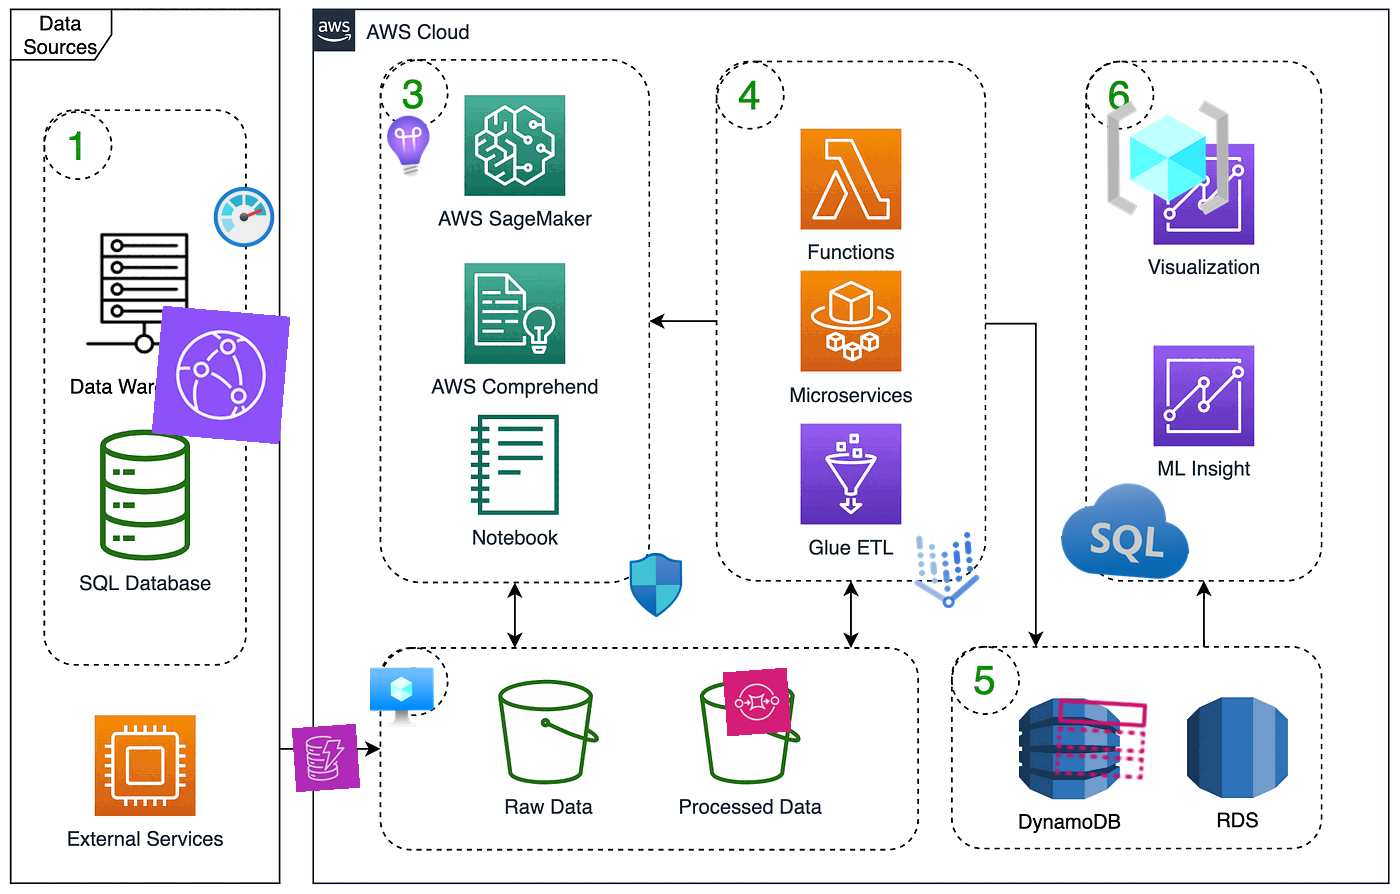 Data
Sources
1
Data
SQL Database
External Services
aws
AWS Cloud
3
AWS SageMaker
AWS Comprehend
Notebook
4
Functions
Microservices
Glue ETL
6
Visualization
ML Insight
SQL
Raw Data
Processed Data
5
DynamoDB
RDS